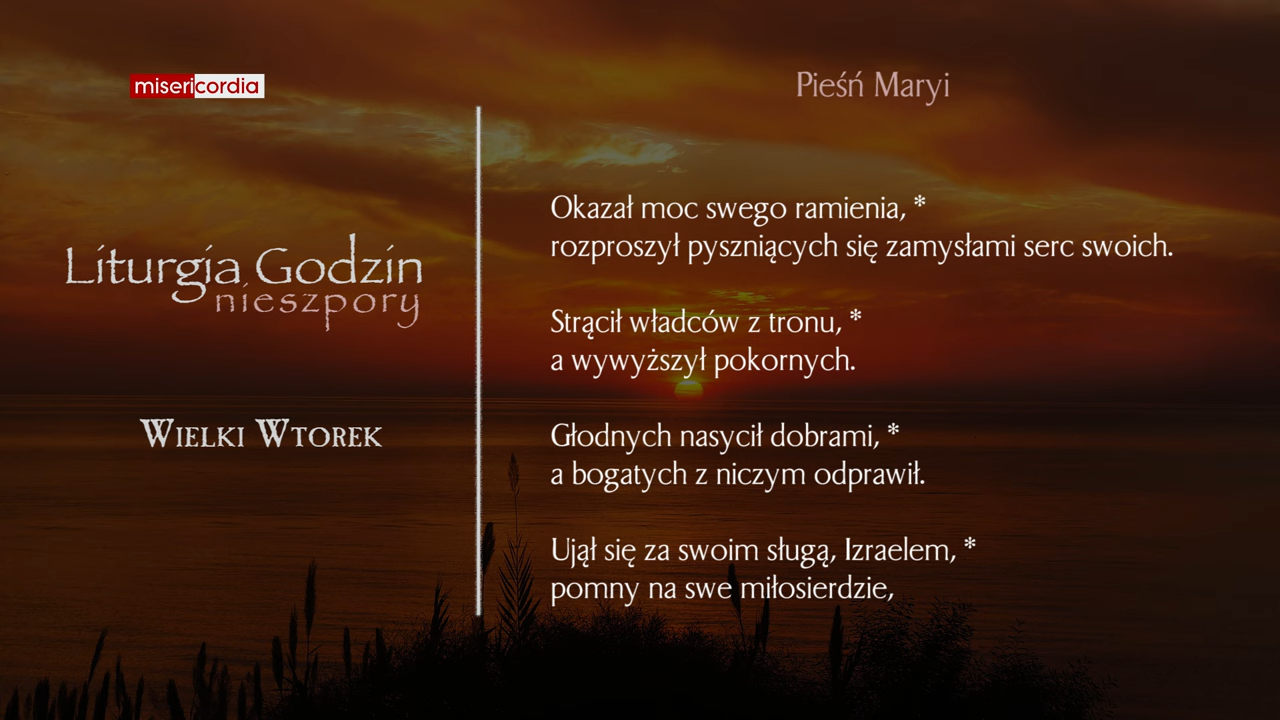 misericordia
Liturgia Godzin
nieszpory
Wielki Wtorek
Pieśń Maryi
Okazał moc swego ramienia, *
rozproszył pyszniących się zamysłami serc swoich.
Strącił władców z tronu, *
a wywyższył pokornych.
Głodnych nasycił dobrami, *
a bogatych z niczym odprawił.
Ujął się za swoim sługą, Izraelem, *
pomny na swe miłosierdzie,